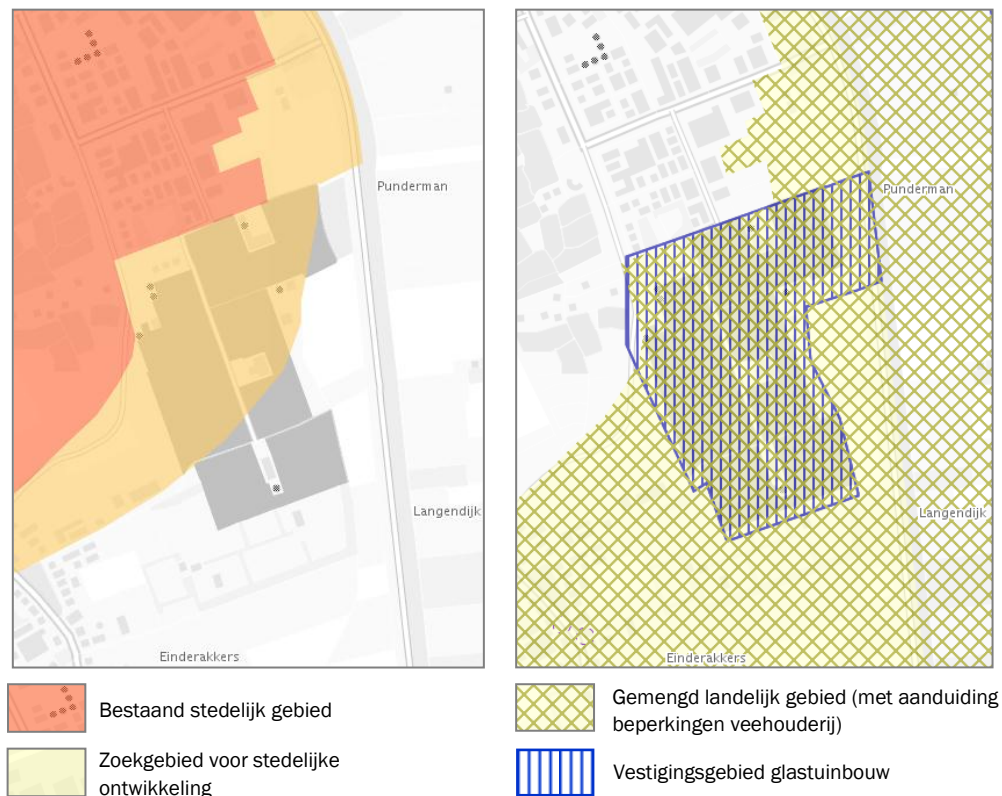 Punderman
Langendijk
Einderakkers
Punderman
Langendijk
Einderakkers
Bestaand stedelijk gebied
Zoekgebied voor stedelijke
ontwikkeling
Gemengd landelijk gebied (met aanduiding
beperkingen veehouderij)
Vestigingsgebied glastuinbouw